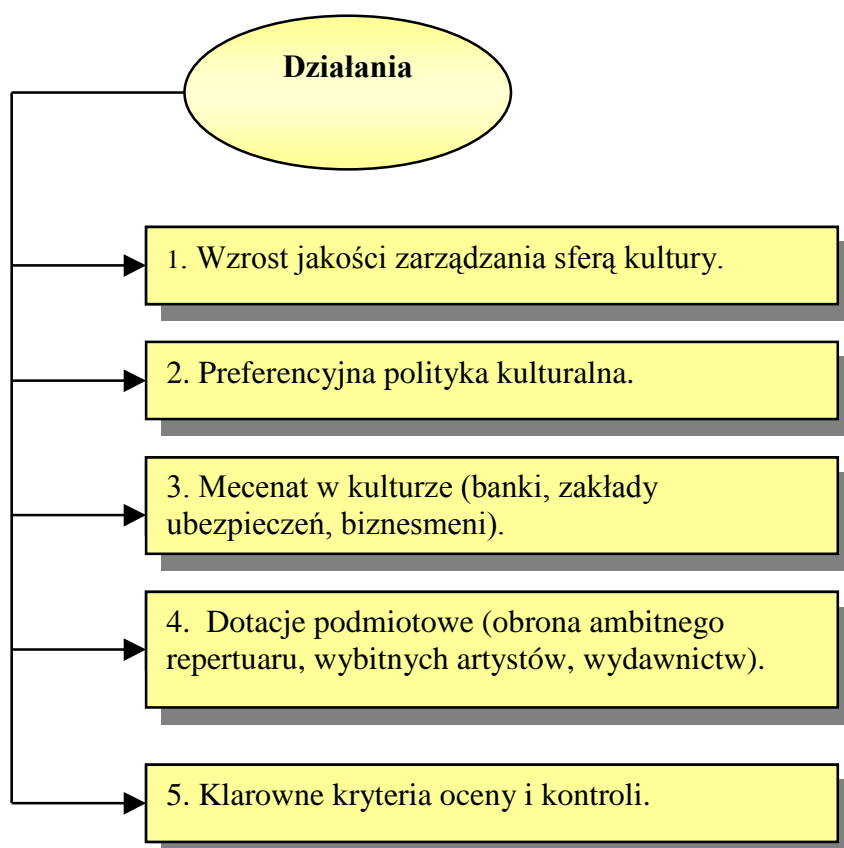 Działania
1. Wzrost jakości zarządzania sferą kultury.
2. Preferencyjna polityka kulturalna.
3. Mecenat w kulturze (banki, zakłady
ubezpieczeń, biznesmeni).
4. Dotacje podmiotowe (obrona ambitnego
repertuaru, wybitnych artystów, wydawnictw).
5. Klarowne kryteria oceny i kontroli.